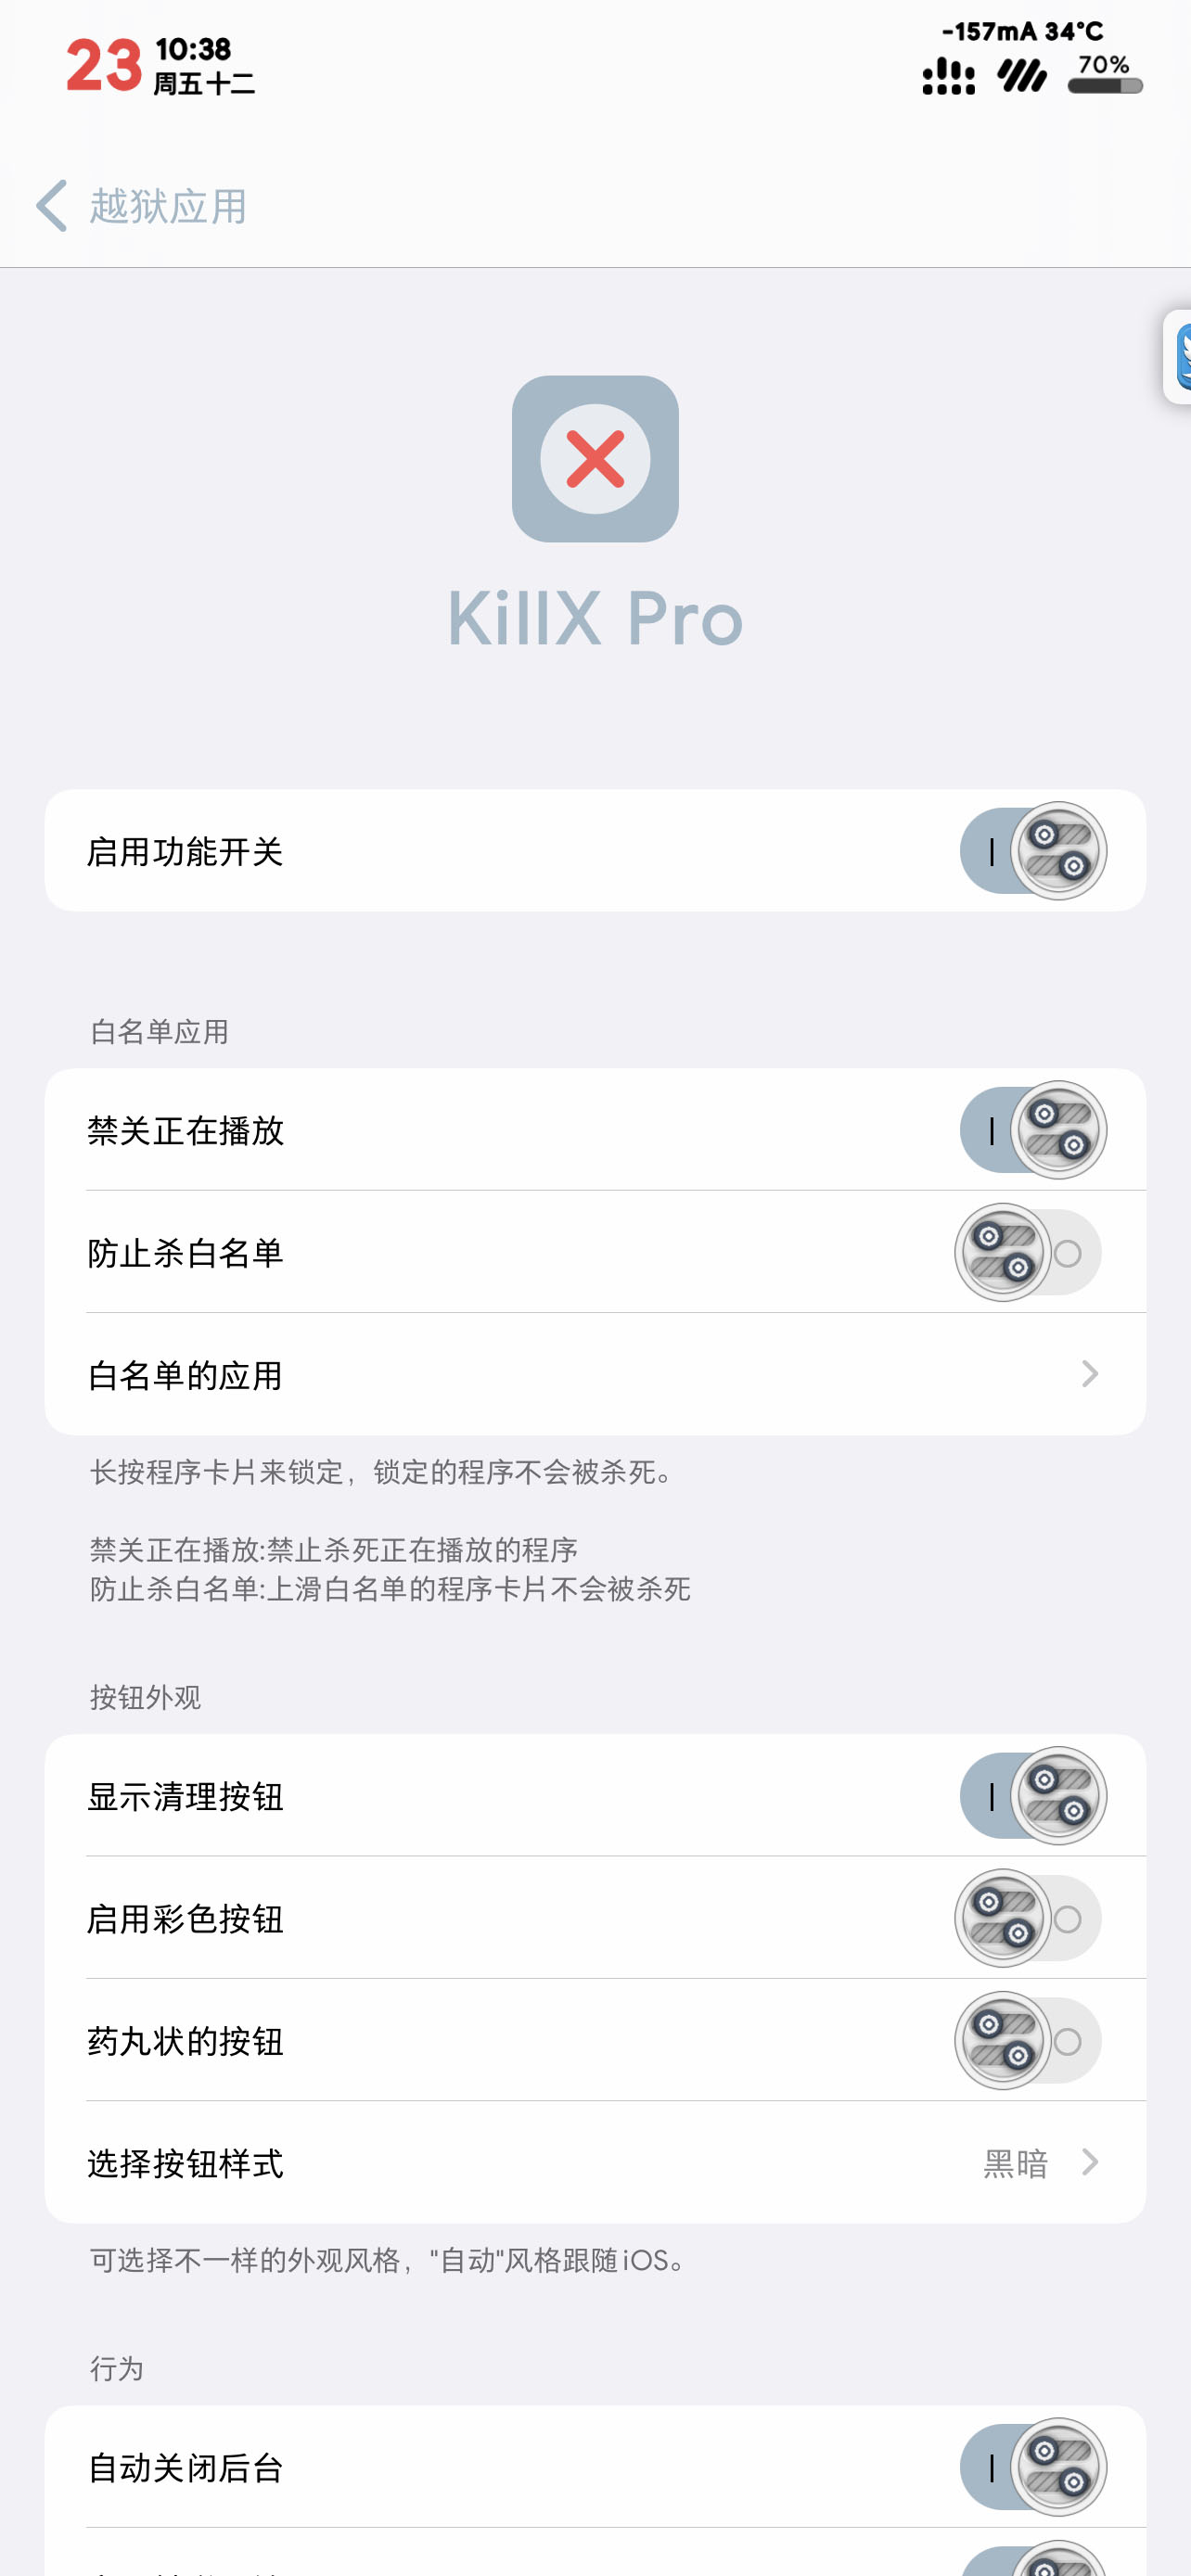 23
10:38
周五十二
-157mA 34°C
70%
越狱应用
KillX Pro
启用功能开关
白名单应用
禁关正在播放
防止杀白名单
白名单的应用
长按程序卡片来锁定，锁定的程序不会被杀死。
禁关正在播放:禁止杀死正在播放的程序
防止杀白名单:上滑白名单的程序卡片不会被杀死
按钮外观
显示清理按钮
启用彩色按钮
药丸状的按钮
选择按钮样式 黑暗
可选择不一样的外观风格，"自动"风格跟随iOS。
行为
自动关闭后台